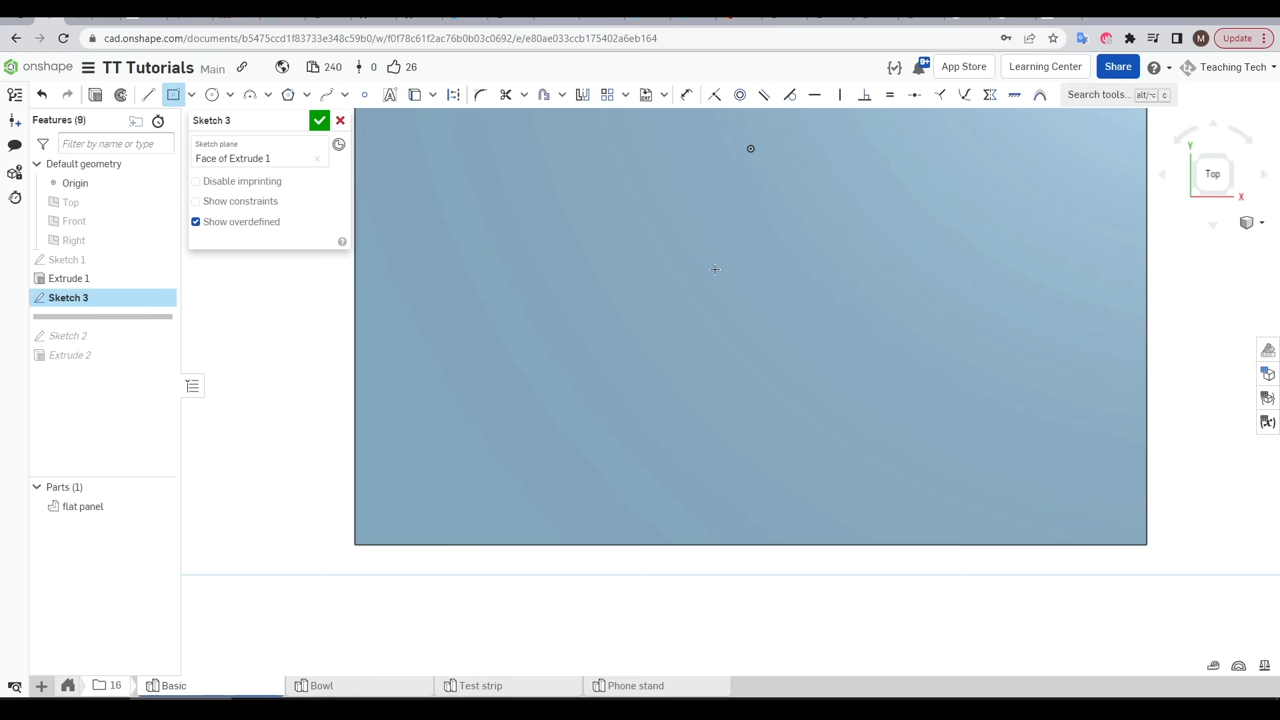 cad.onshape.com/documents/b5475ccd1f83733e348c59b0/w/f0f78c61f2ac76b0b03c0692/e/e80ae033ccb175402a6eb164
M
Update
onshape
TT Tutorials Main
240
0
26
9+
App Store
Learning Center
Share
Teaching Tech
Search tools...
alt/⌥
c
Features (9)
Filter by name or type
Default geometry
Origin
Top
Front
Right
Sketch 1
Extrude 1
Sketch 3
Sketch 2
Extrude 2
Parts (1)
flat panel
Sketch 3
Sketch plane
Face of Extrude 1
Disable imprinting
Show constraints
Show overdefined
Y
Top
X
16
Basic
Bowl
Test strip
Phone stand